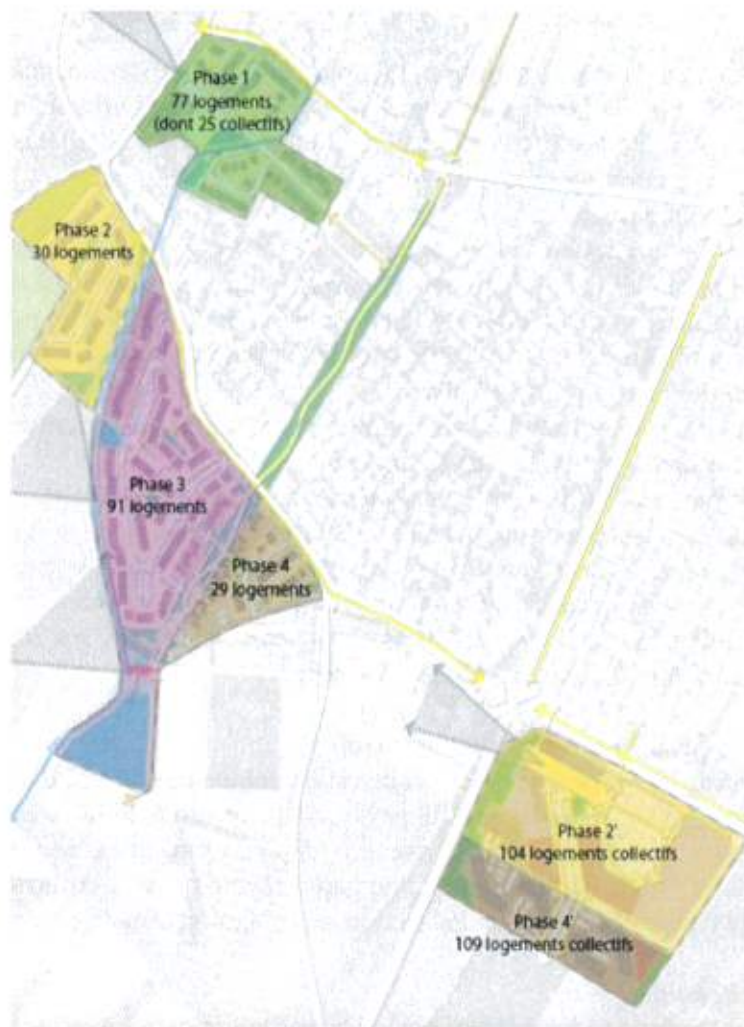 Phase 1
77 logements
(dont 25 collectifs)
Phase 2
30 logements
Phase 3
91 logements
Phase 4
29 logements
Phase 2'
104 logements collectifs
Phase 4'
109 logements collectifs